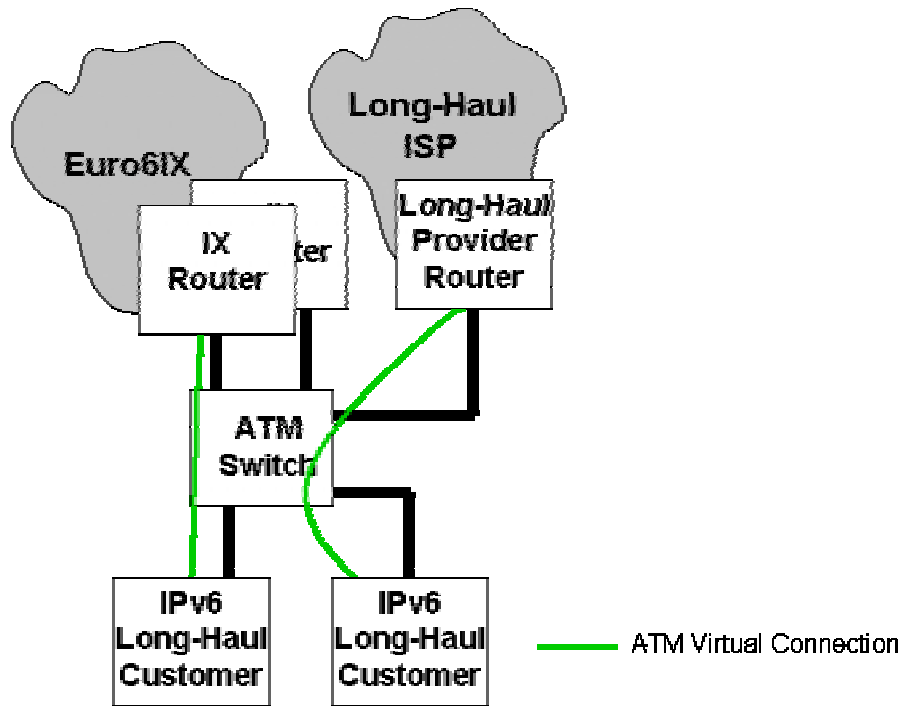 Long-Haul
ISP
Euro6IX
IX
Router
Long-Haul
Provider
Router
ATM
Switch
IPv6
Long-Haul
Customer
IPv6
Long-Haul
Customer
ATM Virtual Connection